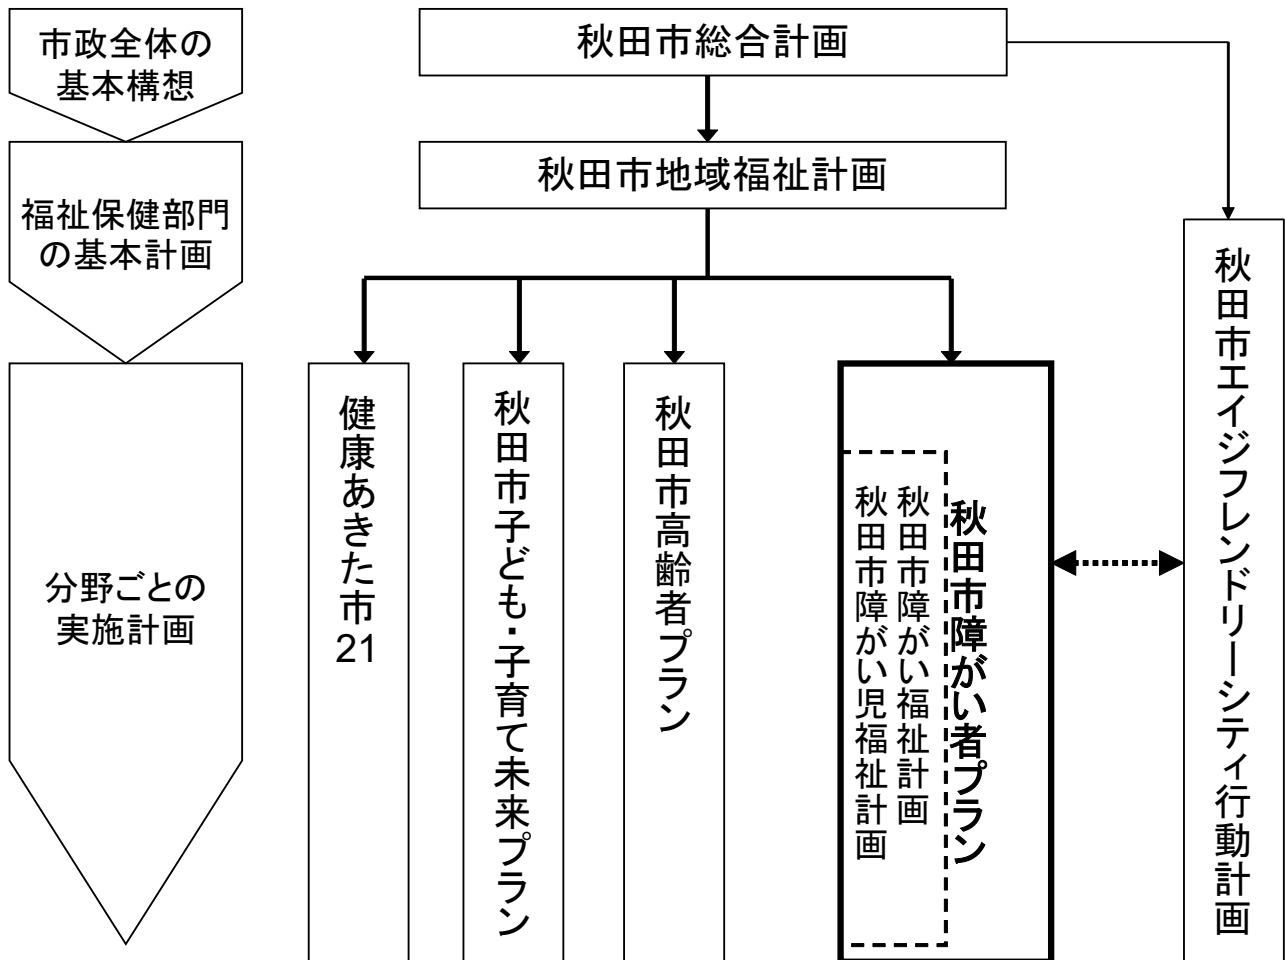 市政全体の
基本構想
秋田市総合計画
秋田市地域福祉計画
福祉保健部門
の基本計画
分野ごとの
実施計画
健康あきた市21
秋田市子ども・子育て未来プラン
秋田市高齢者プラン
秋田市障がい者プラン
秋田市障がい福祉計画
秋田市障がい児福祉計画
秋田市エイジフレンドリーシティ行動計画